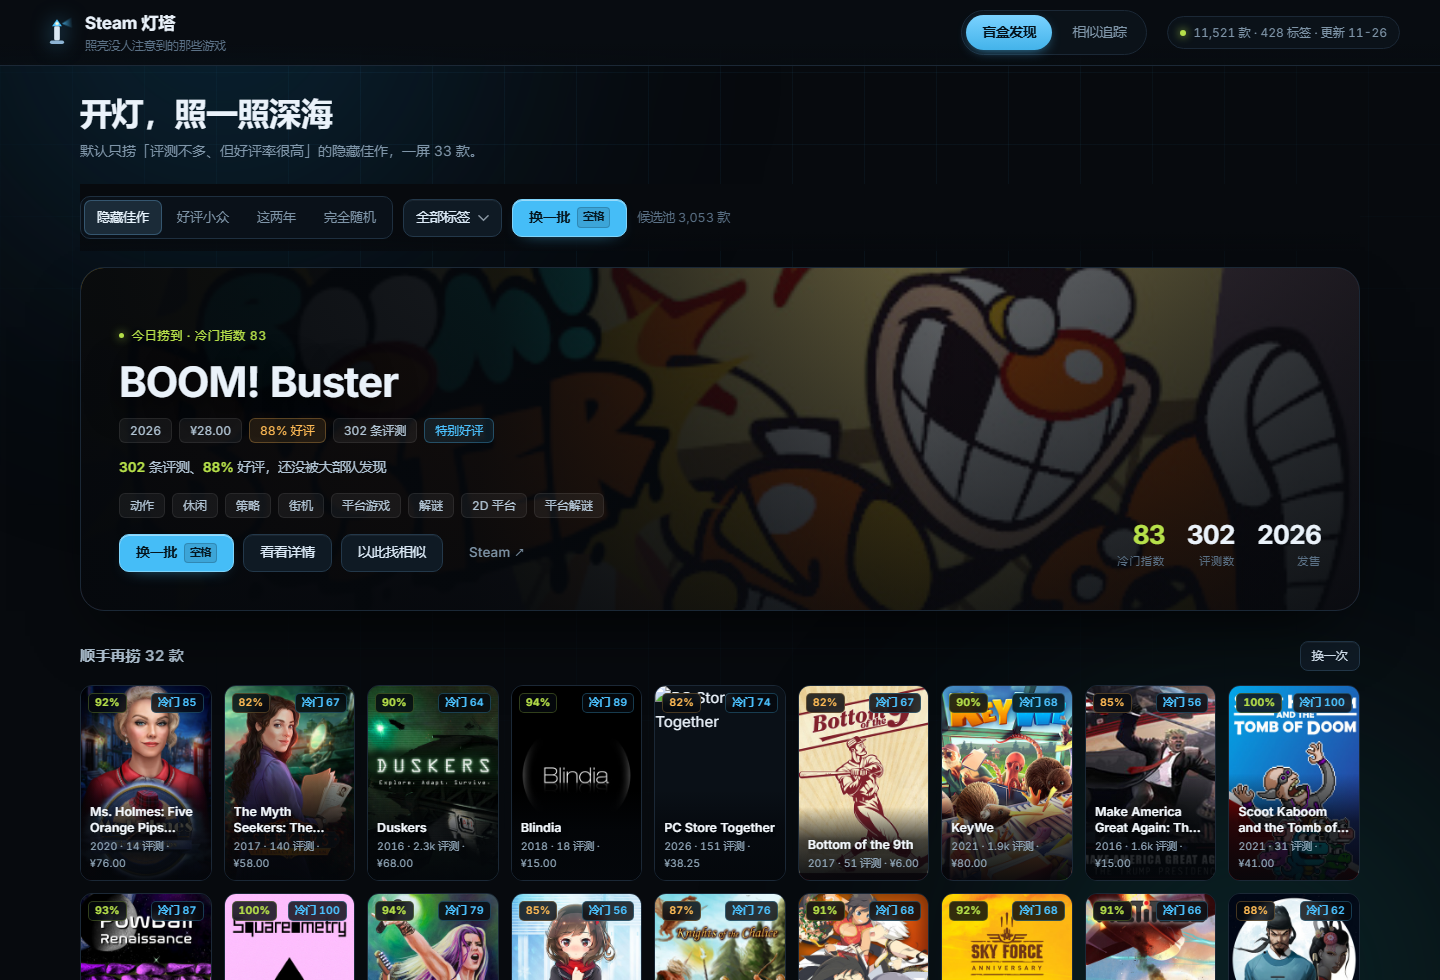 Steam 灯塔
照亮没人注意到的那些游戏
盲盒发现
相似追踪
11,521 款 · 428 标签 · 更新 11-26
开灯，照一照深海
默认只捞「评测不多、但好评率很高」的隐藏佳作，一屏 33 款。
隐藏佳作
好评小众
这两年
完全随机
全部标签
换一批 空格
候选池 3,053 款
今日捞到 · 冷门指数 83
BOOM! Buster
2026
¥28.00
88% 好评
302 条评测
特别好评
302 条评测、88% 好评，还没被大部队发现
动作
休闲
策略
街机
平台游戏
解谜
2D 平台
平台解谜
换一批 空格
看看详情
以此找相似
Steam ↗
83
冷门指数
302
评测数
2026
发售
顺手再捞 32 款
换一次
92%
冷门 85
Ms. Holmes: Five
Orange Pips...
2020 · 14 评测 ·
¥76.00
82%
冷门 67
The Myth
Seekers: The...
2017 · 140 评测 ·
¥58.00
90%
冷门 64
DUSKERS
Explore. Adapt. Survive.
Duskers
2016 · 2.3k 评测 ·
¥68.00
94%
冷门 89
Blindia
Blindia
2018 · 18 评测 ·
¥15.00
82%
冷门 74
Together
PC Store Together
2026 · 151 评测 ·
¥38.25
82%
冷门 67
Bottom
of the
Bottom of the 9th
2017 · 51 评测 · ¥6.00
90%
冷门 68
KeyWe
KeyWe
2021 · 1.9k 评测 ·
¥80.00
85%
冷门 56
Make America
Great Again: Th...
2016 · 1.6k 评测 ·
¥15.00
100%
冷门 100
AND THE
TOMB OF DOOM
Scoot Kaboom
and the Tomb of...
2021 · 31 评测 ·
¥41.00
93%
冷门 87
PowBall
Renaissance
100%
冷门 100
Squareometry
94%
冷门 79
85%
冷门 56
87%
冷门 76
Knights of the Chalice
91%
冷门 68
92%
冷门 68
SKY FORCE
ANNIVERSARY
91%
冷门 66
88%
冷门 62